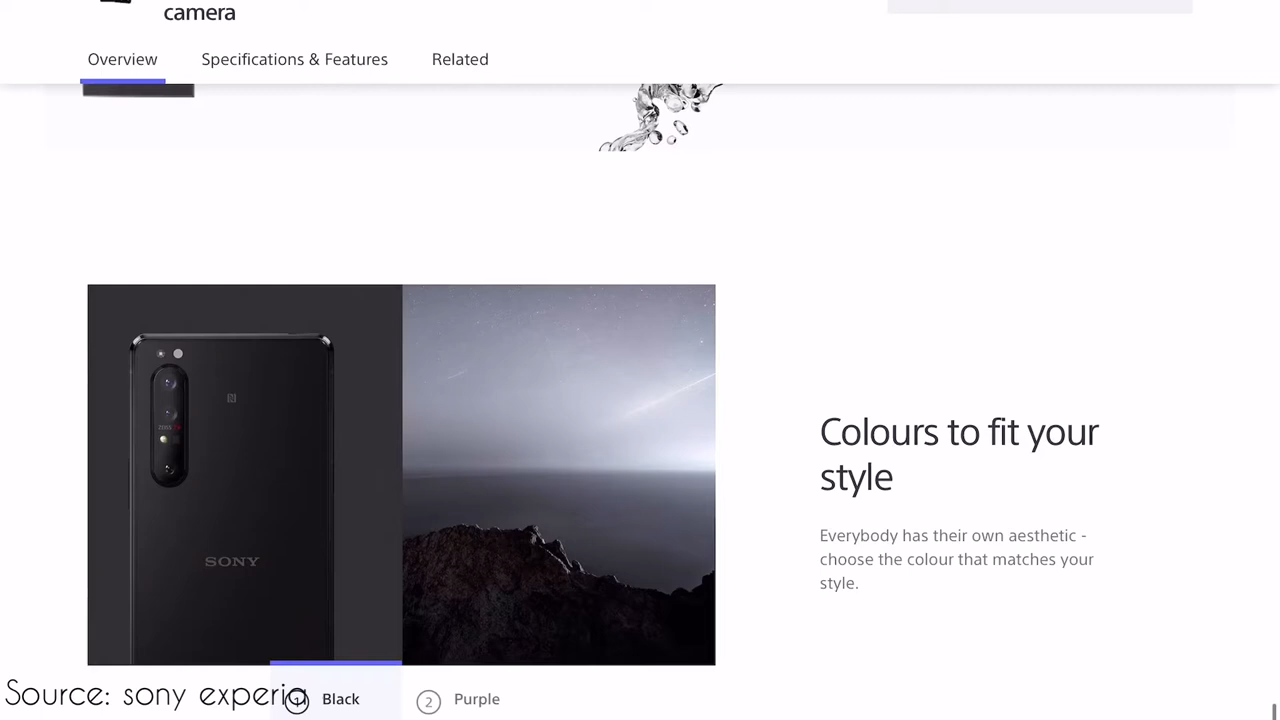 camera
Overview
Specifications & Features
Related
SONY
Colours to fit your
style
Everybody has their own aesthetic -
choose the colour that matches your
style.
1 Black
2 Purple
Source: sony experia